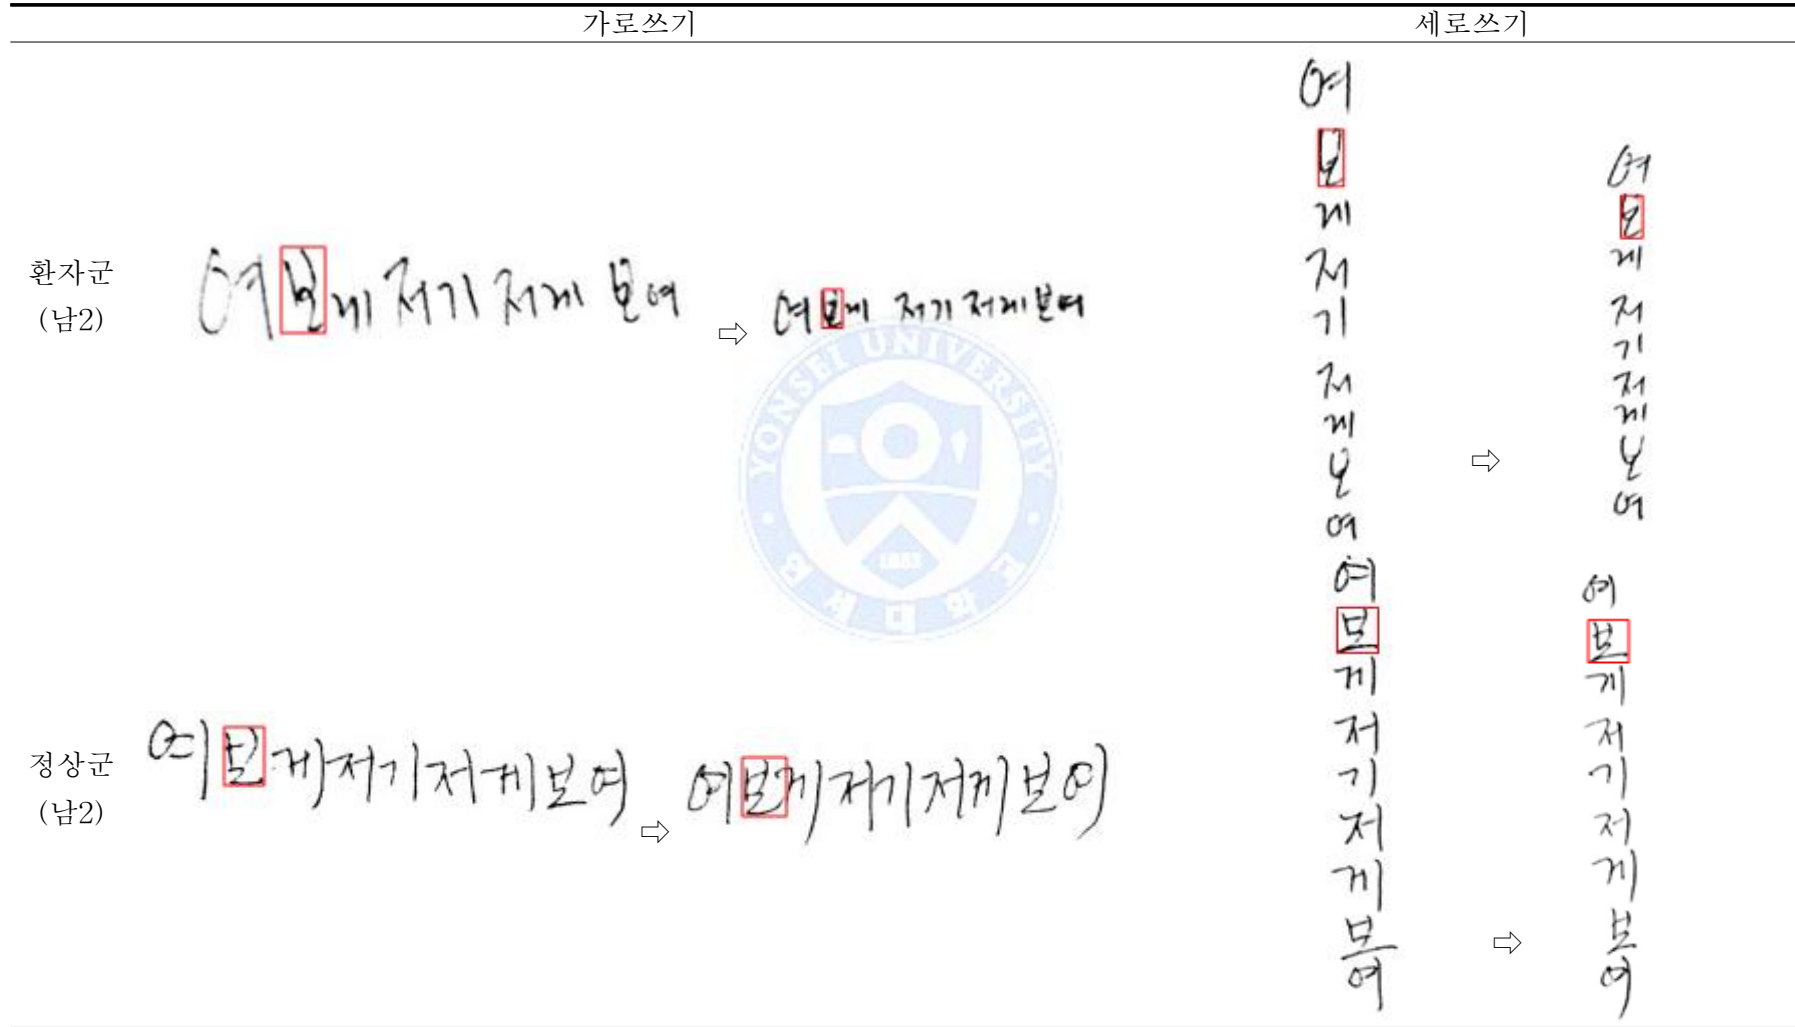 가로쓰기 세로쓰기
환자군
(남2)
여보게저기저게보여
⇨
여보게 저기저게보여
여
보
게
저
기
저
게
보
여
⇨
여
보
게
저
기
저
게
보
여
YONSEI UNIVERSITY
1885
정상군
(남2)
여보게저기저게보여
⇨
여보게저기저게보여
여
보
게
저
기
저
게
보
여
⇨
여
보
게
저
기
저
게
보
여